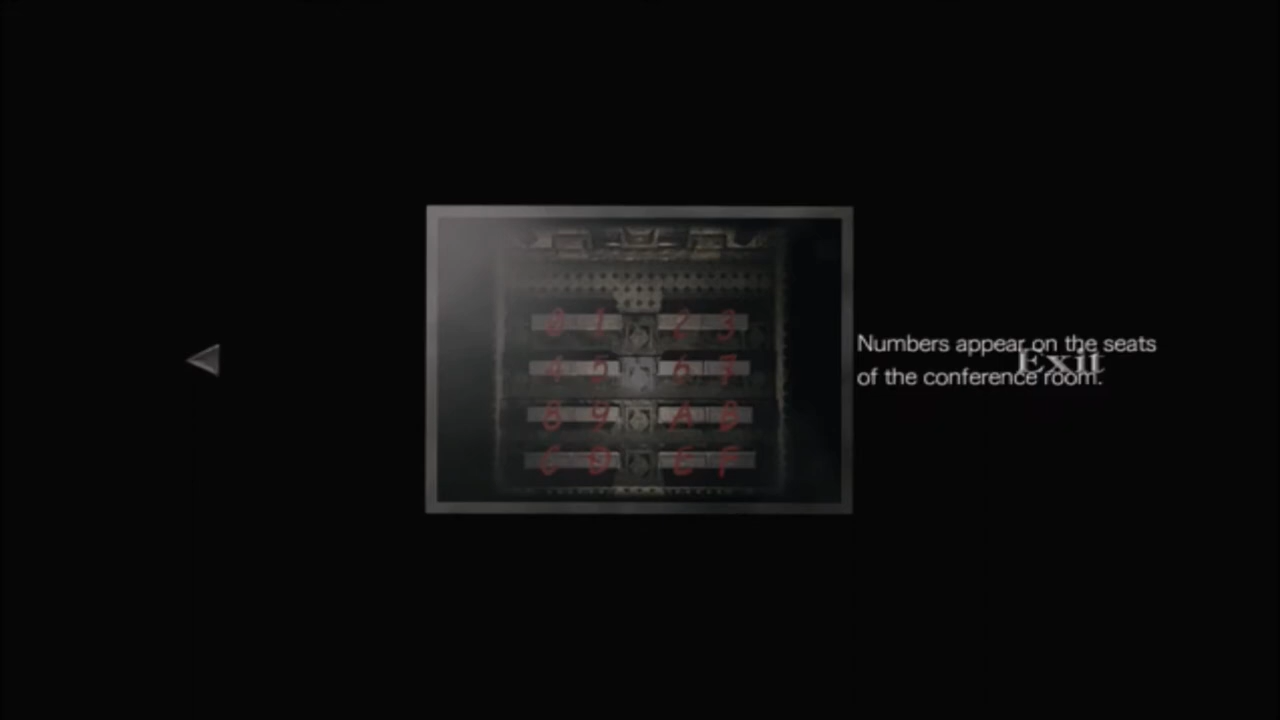 0 1 2 3
4 5 6 7
8 9 A B
C D E F
Numbers appear on the seats
of the conference room.
Exit